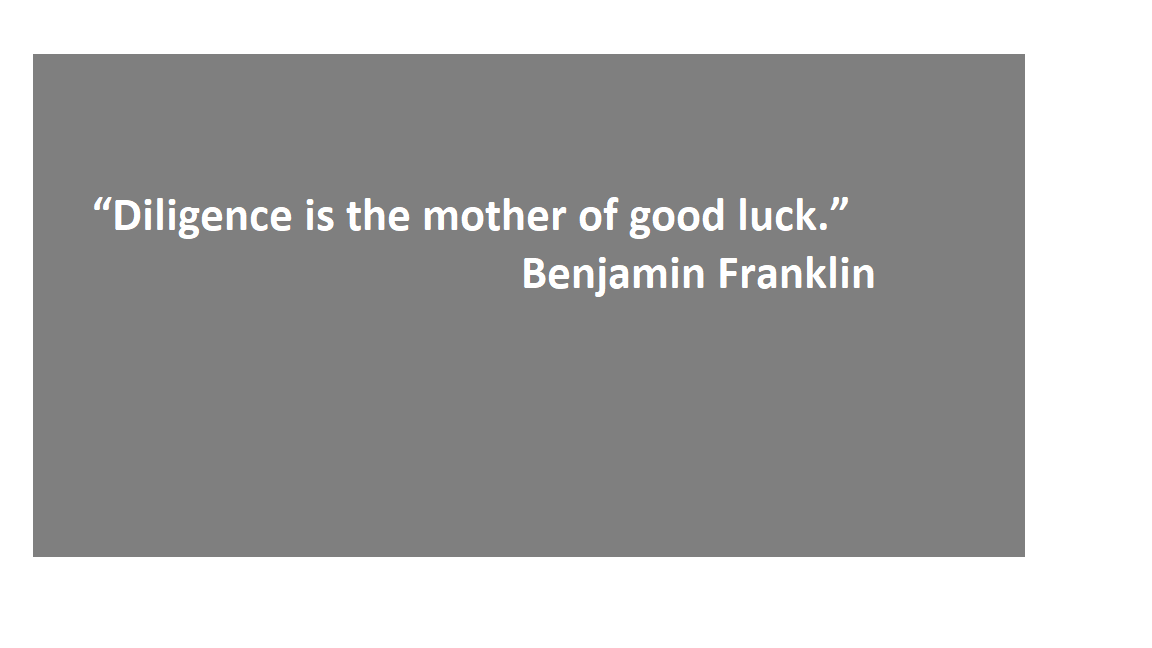 “Diligence is the mother of good luck.”
Benjamin Franklin